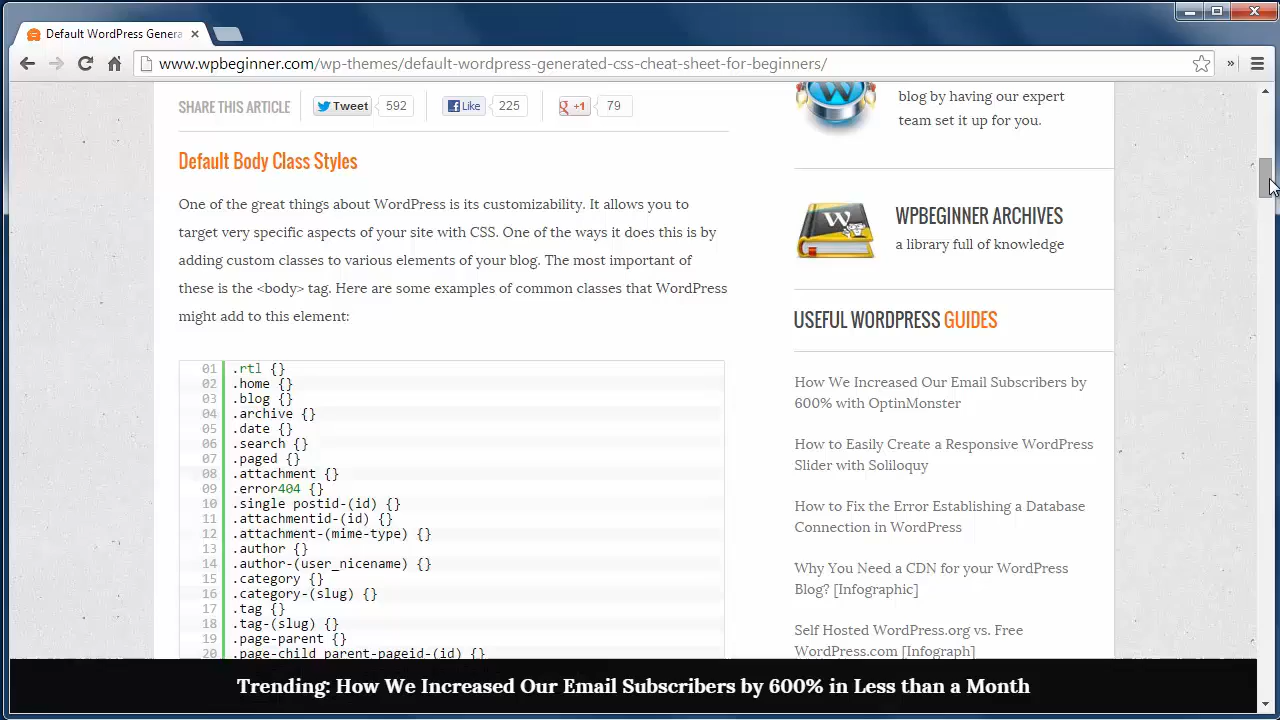 Default WordPress Genera
www.wpbeginner.com/wp-themes/default-wordpress-generated-css-cheat-sheet-for-beginners/
SHARE THIS ARTICLE
Tweet 592
Like 225
+1 79
Default Body Class Styles
One of the great things about WordPress is its customizability. It allows you to
target very specific aspects of your site with CSS. One of the ways it does this is by
adding custom classes to various elements of your blog. The most important of
these is the <body> tag. Here are some examples of common classes that WordPress
might add to this element:
01 .rtl {}
02 .home {}
03 .blog {}
04 .archive {}
05 .date {}
06 .search {}
07 .paged {}
08 .attachment {}
09 .error404 {}
10 .single postid-(id) {}
11 .attachmentid-(id) {}
12 .attachment-(mime-type) {}
13 .author {}
14 .author-(user_nicename) {}
15 .category {}
16 .category-(slug) {}
17 .tag {}
18 .tag-(slug) {}
19 .page-parent {}
20 .page-child parent-pageid-(id) {}
blog by having our expert
team set it up for you.
WPBEGINNER ARCHIVES
a library full of knowledge
USEFUL WORDPRESS GUIDES
How We Increased Our Email Subscribers by
600% with OptinMonster
How to Easily Create a Responsive WordPress
Slider with Soliloquy
How to Fix the Error Establishing a Database
Connection in WordPress
Why You Need a CDN for your WordPress
Blog? [Infographic]
Self Hosted WordPress.org vs. Free
WordPress.com [Infograph]
Trending: How We Increased Our Email Subscribers by 600% in Less than a Month